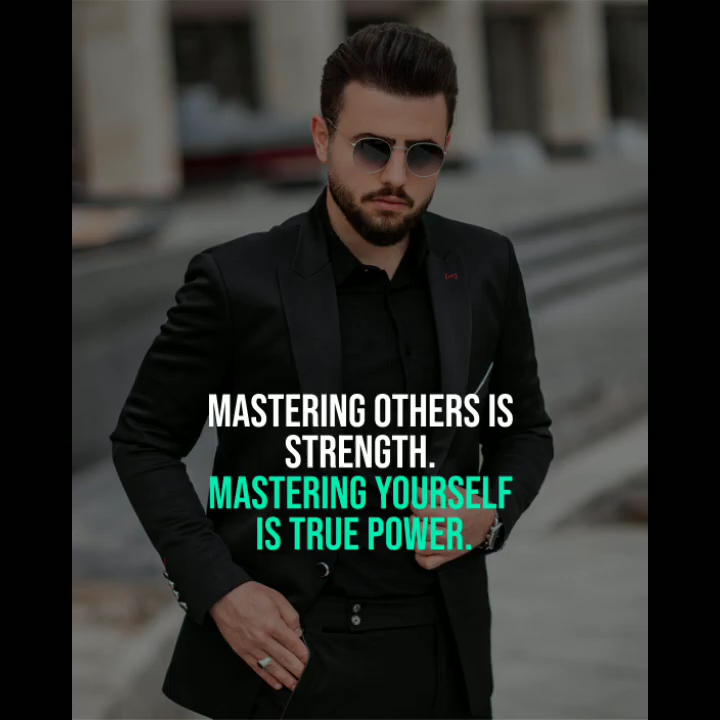 MASTERING OTHERS IS
STRENGTH.
MASTERING YOURSELF
IS TRUE POWER.